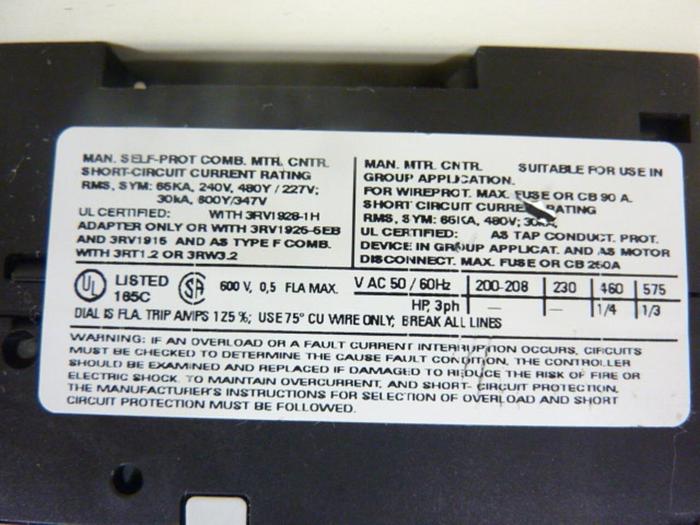 MAN. SELF-PROT COMB. MTR. CNTR.
SHORT-CIRCUIT CURRENT RATING
RMS, SYM: 65KA, 240V, 480Y / 277V;
30kA, 600Y/347V
UL CERTIFIED: WITH 3RV1928-1H
ADAPTER ONLY OR WITH 3RV1925-5EB
AND 3RV1915 AND AS TYPE F COMB.
WITH 3RT1.2 OR 3RW3.2
MAN. MTR. CNTR. SUITABLE FOR USE IN
GROUP APPLICATION.
FOR WIREPROT. MAX. FUSE OR CB 90 A.
SHORT CIRCUIT CURRENT RATING
RMS, SYM: 65KA, 480V; 30KA,
UL CERTIFIED: AS TAP CONDUCT. PROT.
DEVICE IN GROUP APPLICAT. AND AS MOTOR
DISCONNECT. MAX. FUSE OR CB 250A
UL LISTED SA 600 V, 0,5 FLA MAX.
165C
V AC 50 / 60Hz 200-208 230 460 575
HP, 3ph — — 1/4 1/3
DIAL IS FLA. TRIP AMPS 125 %; USE 75° CU WIRE ONLY, BREAK ALL LINES
WARNING: IF AN OVERLOAD OR A FAULT CURRENT INTERRUPTION OCCURS, CIRCUITS
MUST BE CHECKED TO DETERMINE THE CAUSE FAULT CONDITION. THE CONTROLLER
SHOULD BE EXAMINED AND REPLACED IF DAMAGED TO REDUCE THE RISK OF FIRE OR
ELECTRIC SHOCK. TO MAINTAIN OVERCURRENT, AND SHORT- CIRCUIT PROTECTION,
THE MANUFACTURER'S INSTRUCTIONS FOR SELECTION OF OVERLOAD AND SHORT
CIRCUIT PROTECTION MUST BE FOLLOWED.